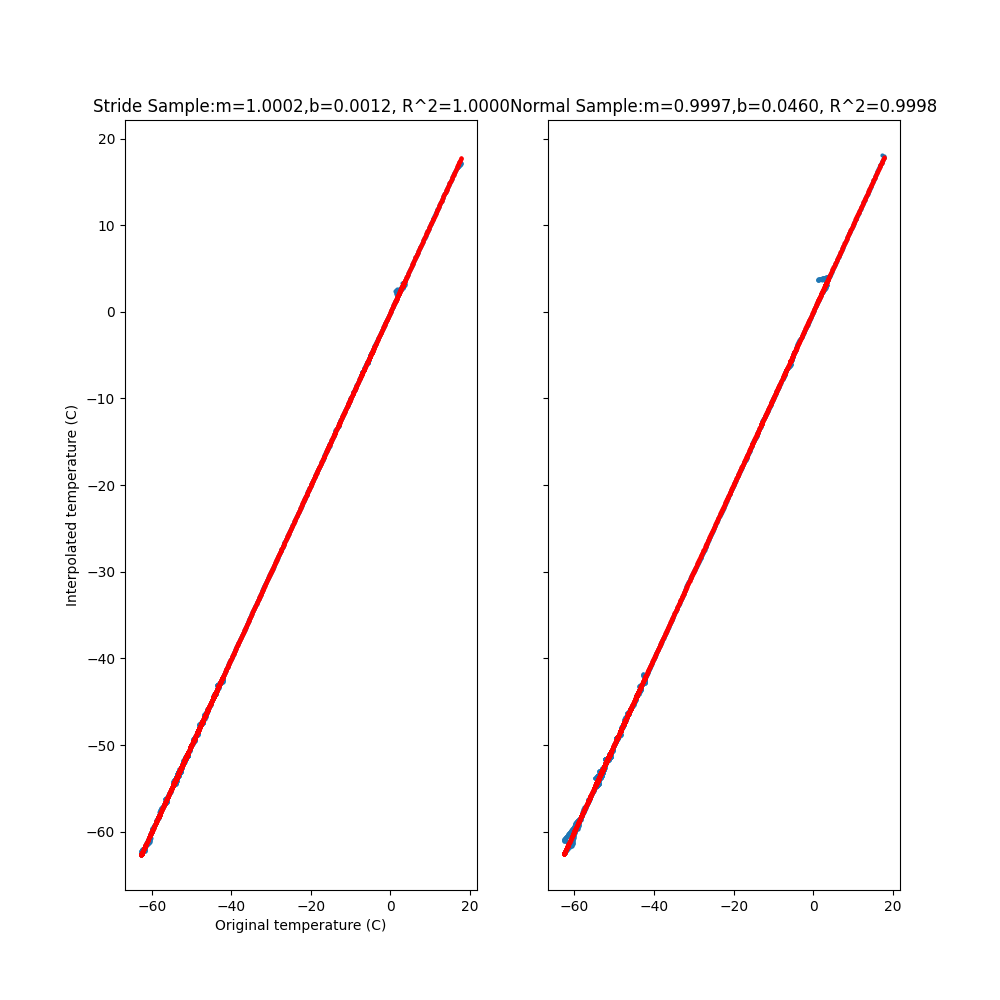 Stride Sample:m=1.0002,b=0.0012, R^2=1.0000
Normal Sample:m=0.9997,b=0.0460, R^2=0.9998
20
10
0
−10
−20
−30
−40
−50
−60
Interpolated temperature (C)
−60 −40 −20 0 20
−60 −40 −20 0 20
Original temperature (C)